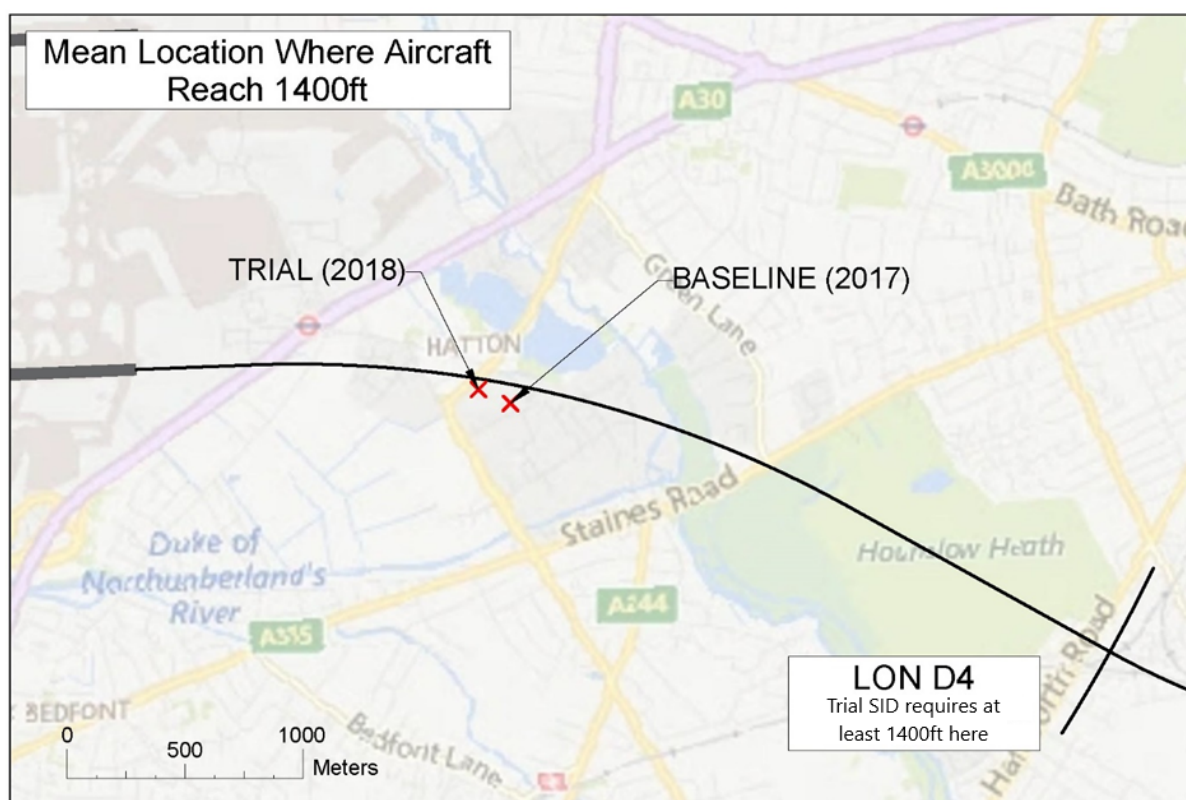 Mean Location Where Aircraft
Reach 1400ft
A30
A3006
Bath Road
TRIAL (2018)
BASELINE (2017)
Green Lane
HATTON
Staines Road
Duke of
Northunberland's
River
Hounslow Heath
A244
A315
LON D4
Trial SID requires at
least 1400ft here
BEDFONT
Bedfont Lane
0
500
1000
Meters